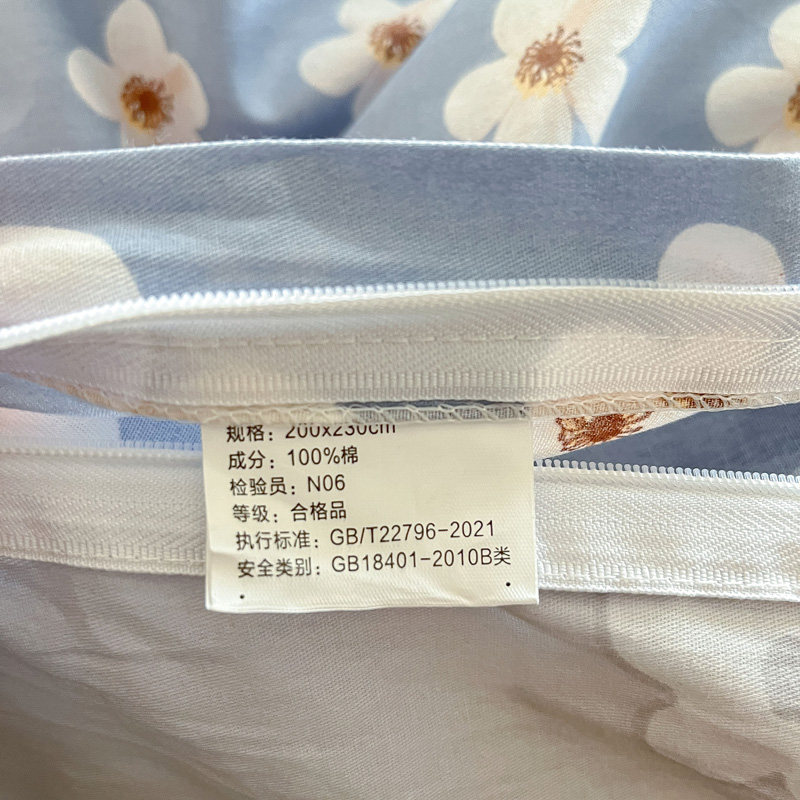 规格：200x230cm
成分：100%棉
检验员：N06
等级：合格品
执行标准：GB/T22796-2021
安全类别：GB18401-2010B类